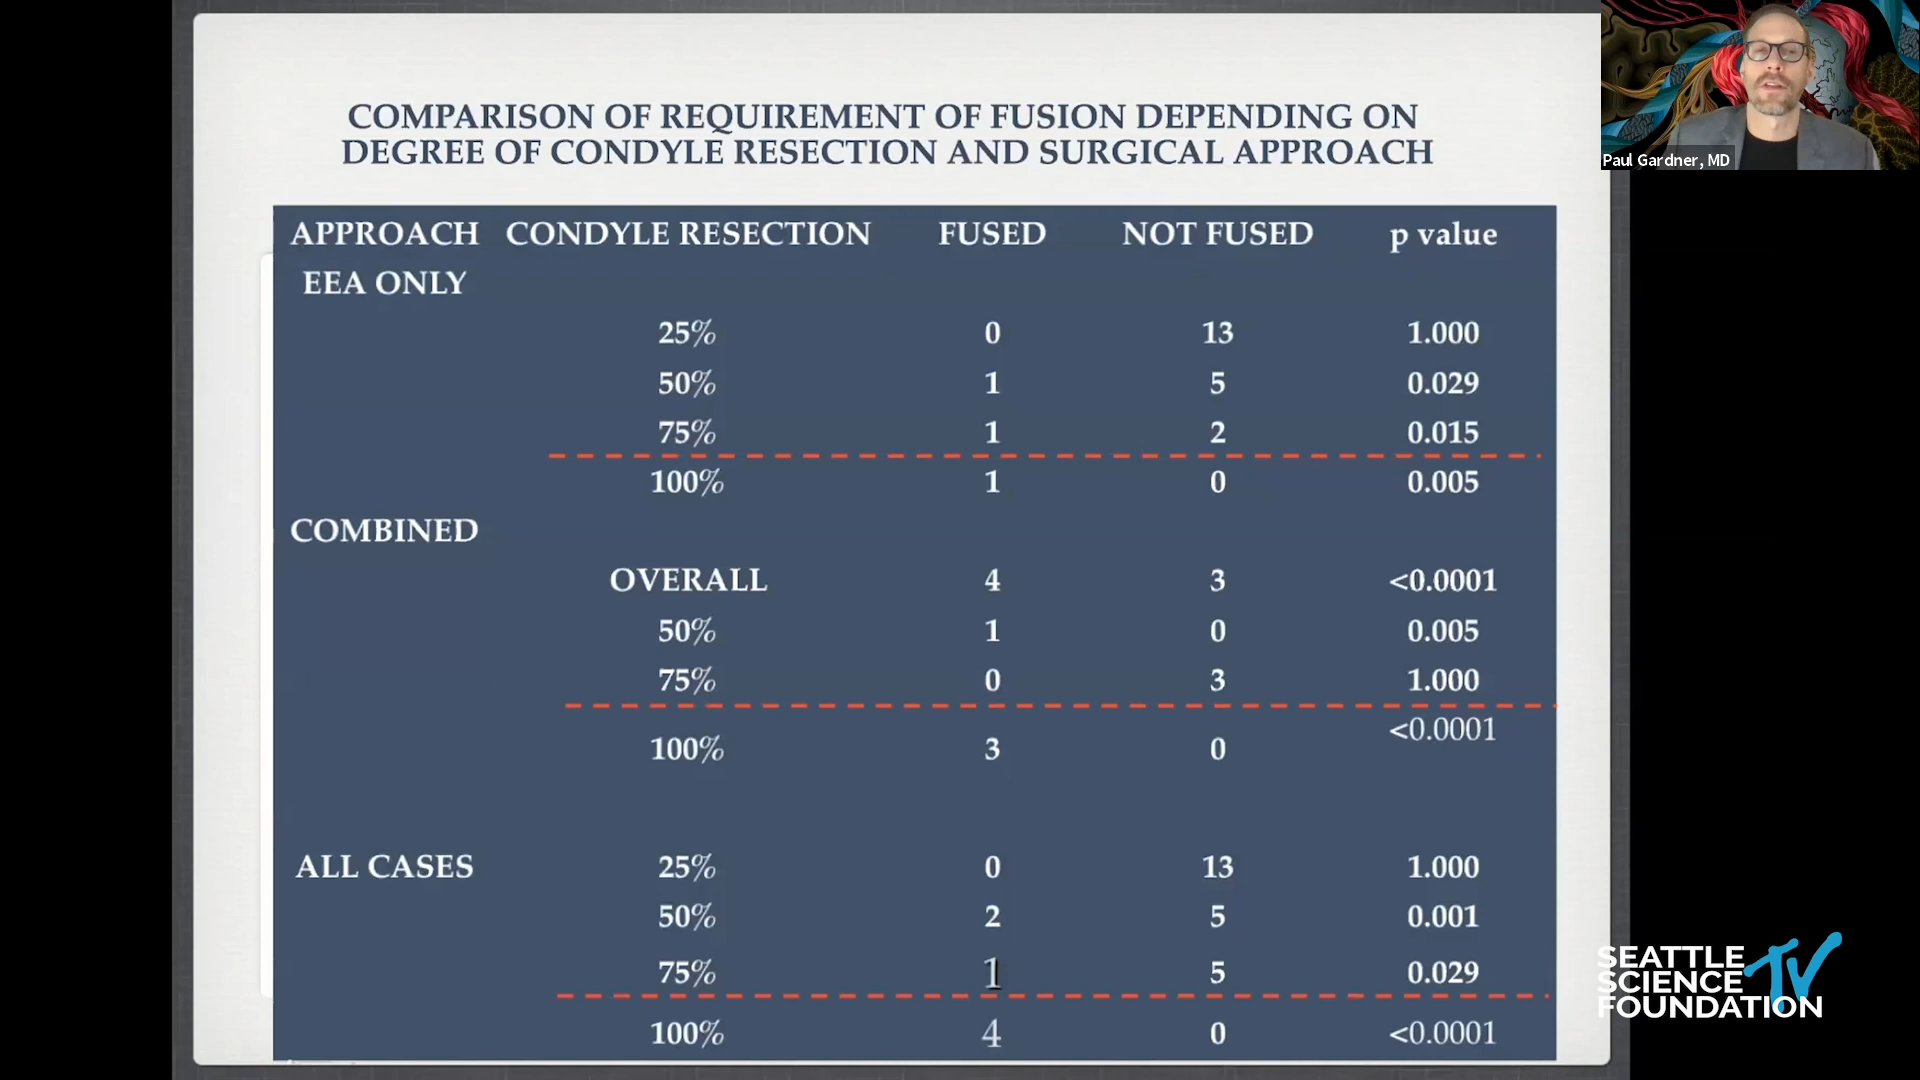 COMPARISON OF REQUIREMENT OF FUSION DEPENDING ON
DEGREE OF CONDYLE RESECTION AND SURGICAL APPROACH
Paul Gardner, MD
APPROACH CONDYLE RESECTION FUSED NOT FUSED p value
EEA ONLY
25% 0 13 1.000
50% 1 5 0.029
75% 1 2 0.015
100% 1 0 0.005
COMBINED
OVERALL 4 3 <0.0001
50% 1 0 0.005
75% 0 3 1.000
100% 3 0 <0.0001
ALL CASES 25% 0 13 1.000
50% 2 5 0.001
75% 1 5 0.029
100% 4 0 <0.0001
SEATTLE
SCIENCE TV
FOUNDATION